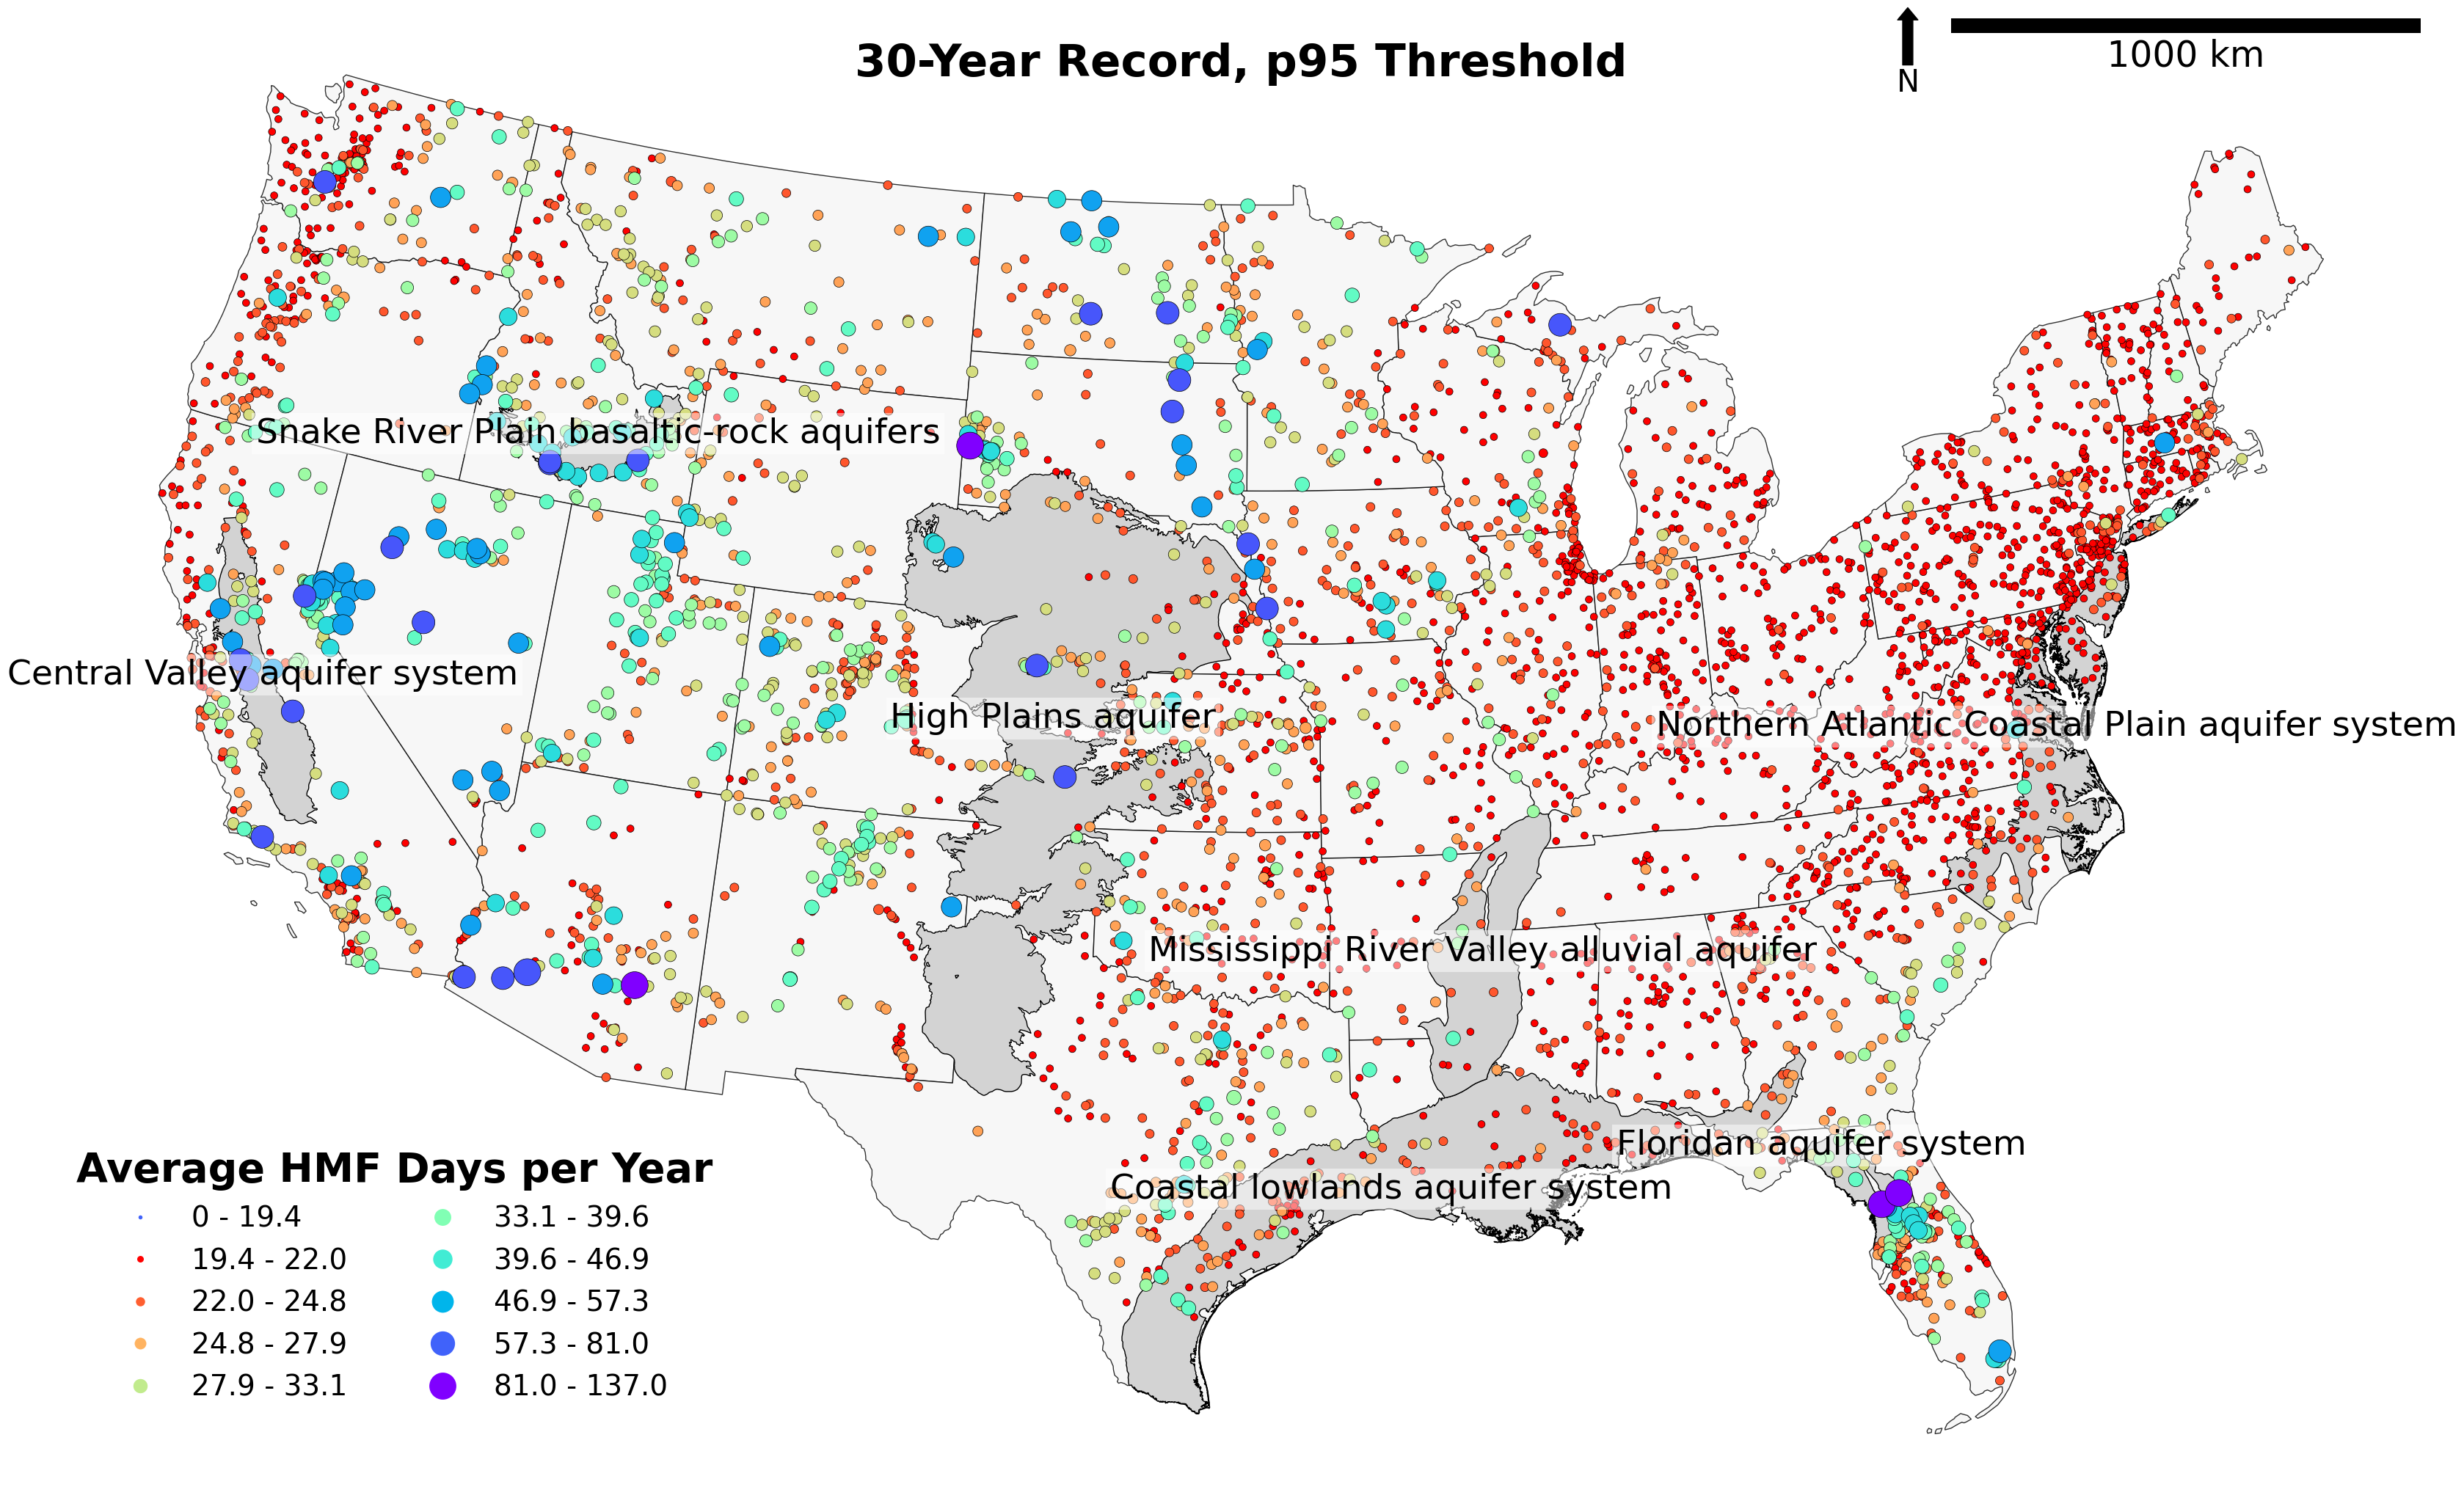 30-Year Record, p95 Threshold
N
1000 km
Snake River Plain basaltic-rock aquifers
Central Valley aquifer system
High Plains aquifer
Northern Atlantic Coastal Plain aquifer system
Mississippi River Valley alluvial aquifer
Floridan aquifer system
Coastal lowlands aquifer system
Average HMF Days per Year
0 - 19.4
19.4 - 22.0
22.0 - 24.8
24.8 - 27.9
27.9 - 33.1
33.1 - 39.6
39.6 - 46.9
46.9 - 57.3
57.3 - 81.0
81.0 - 137.0